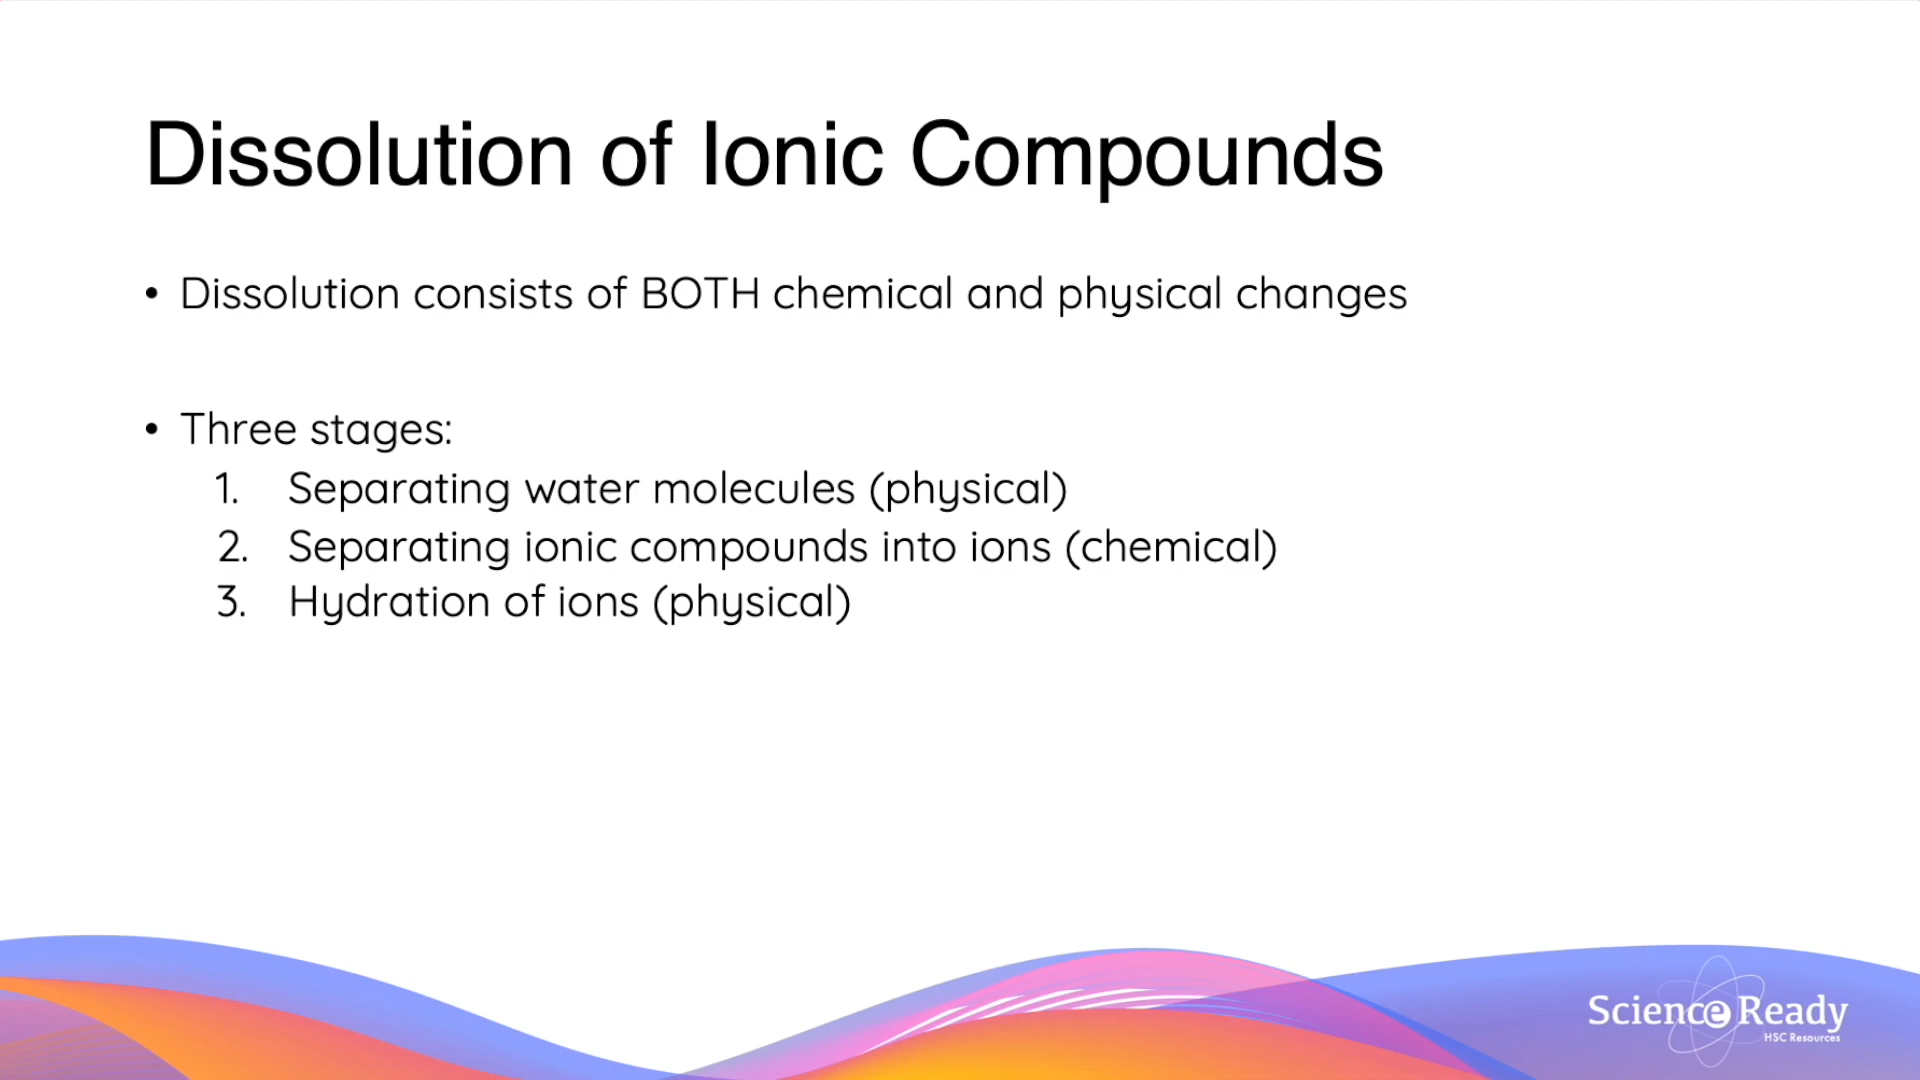 Dissolution of Ionic Compounds
• Dissolution consists of BOTH chemical and physical changes
• Three stages:
1. Separating water molecules (physical)
2. Separating ionic compounds into ions (chemical)
3. Hydration of ions (physical)
Science Ready
HSC Resources